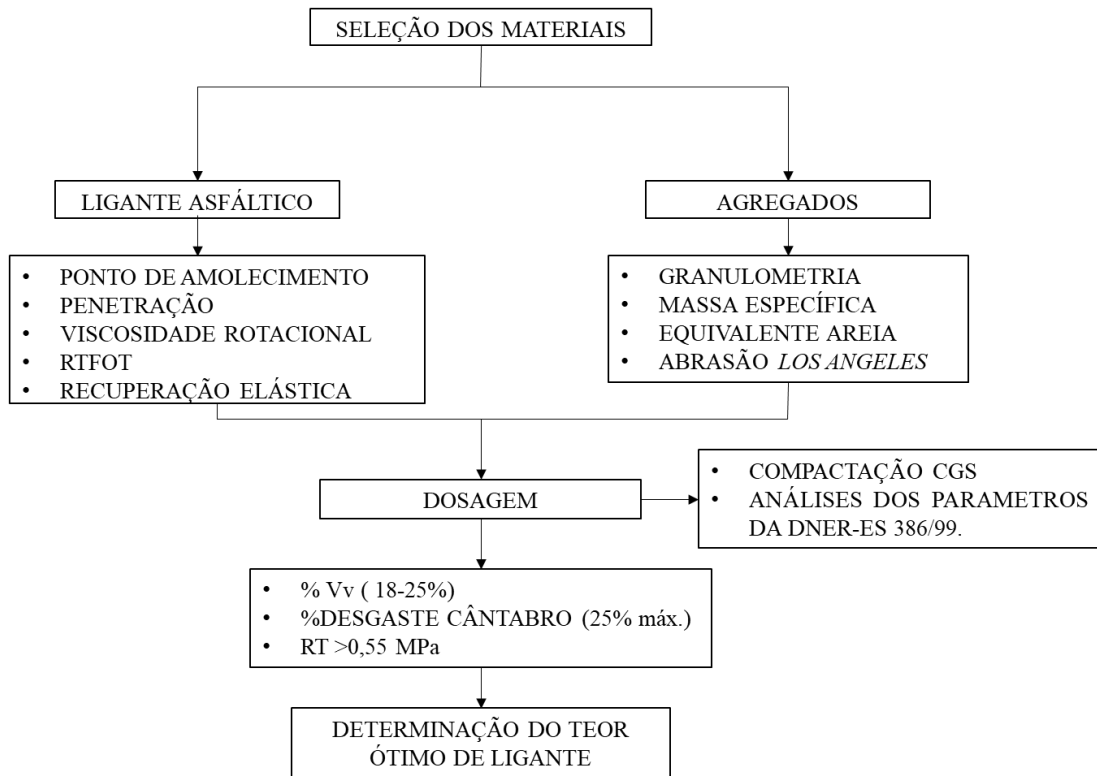 SELEÇÃO DOS MATERIAIS
LIGANTE ASFÁLTICO
AGREGADOS
• PONTO DE AMOLECIMENTO
• PENETRAÇÃO
• VISCOSIDADE ROTACIONAL
• RTFOT
• RECUPERAÇÃO ELÁSTICA
• GRANULOMETRIA
• MASSA ESPECÍFICA
• EQUIVALENTE AREIA
• ABRASÃO LOS ANGELES
DOSAGEM
• COMPACTAÇÃO CGS
• ANÁLISES DOS PARAMETROS
DA DNER-ES 386/99.
• % Vv ( 18-25%)
• %DESGASTE CÂNTABRO (25% máx.)
• RT >0,55 MPa
DETERMINAÇÃO DO TEOR
ÓTIMO DE LIGANTE